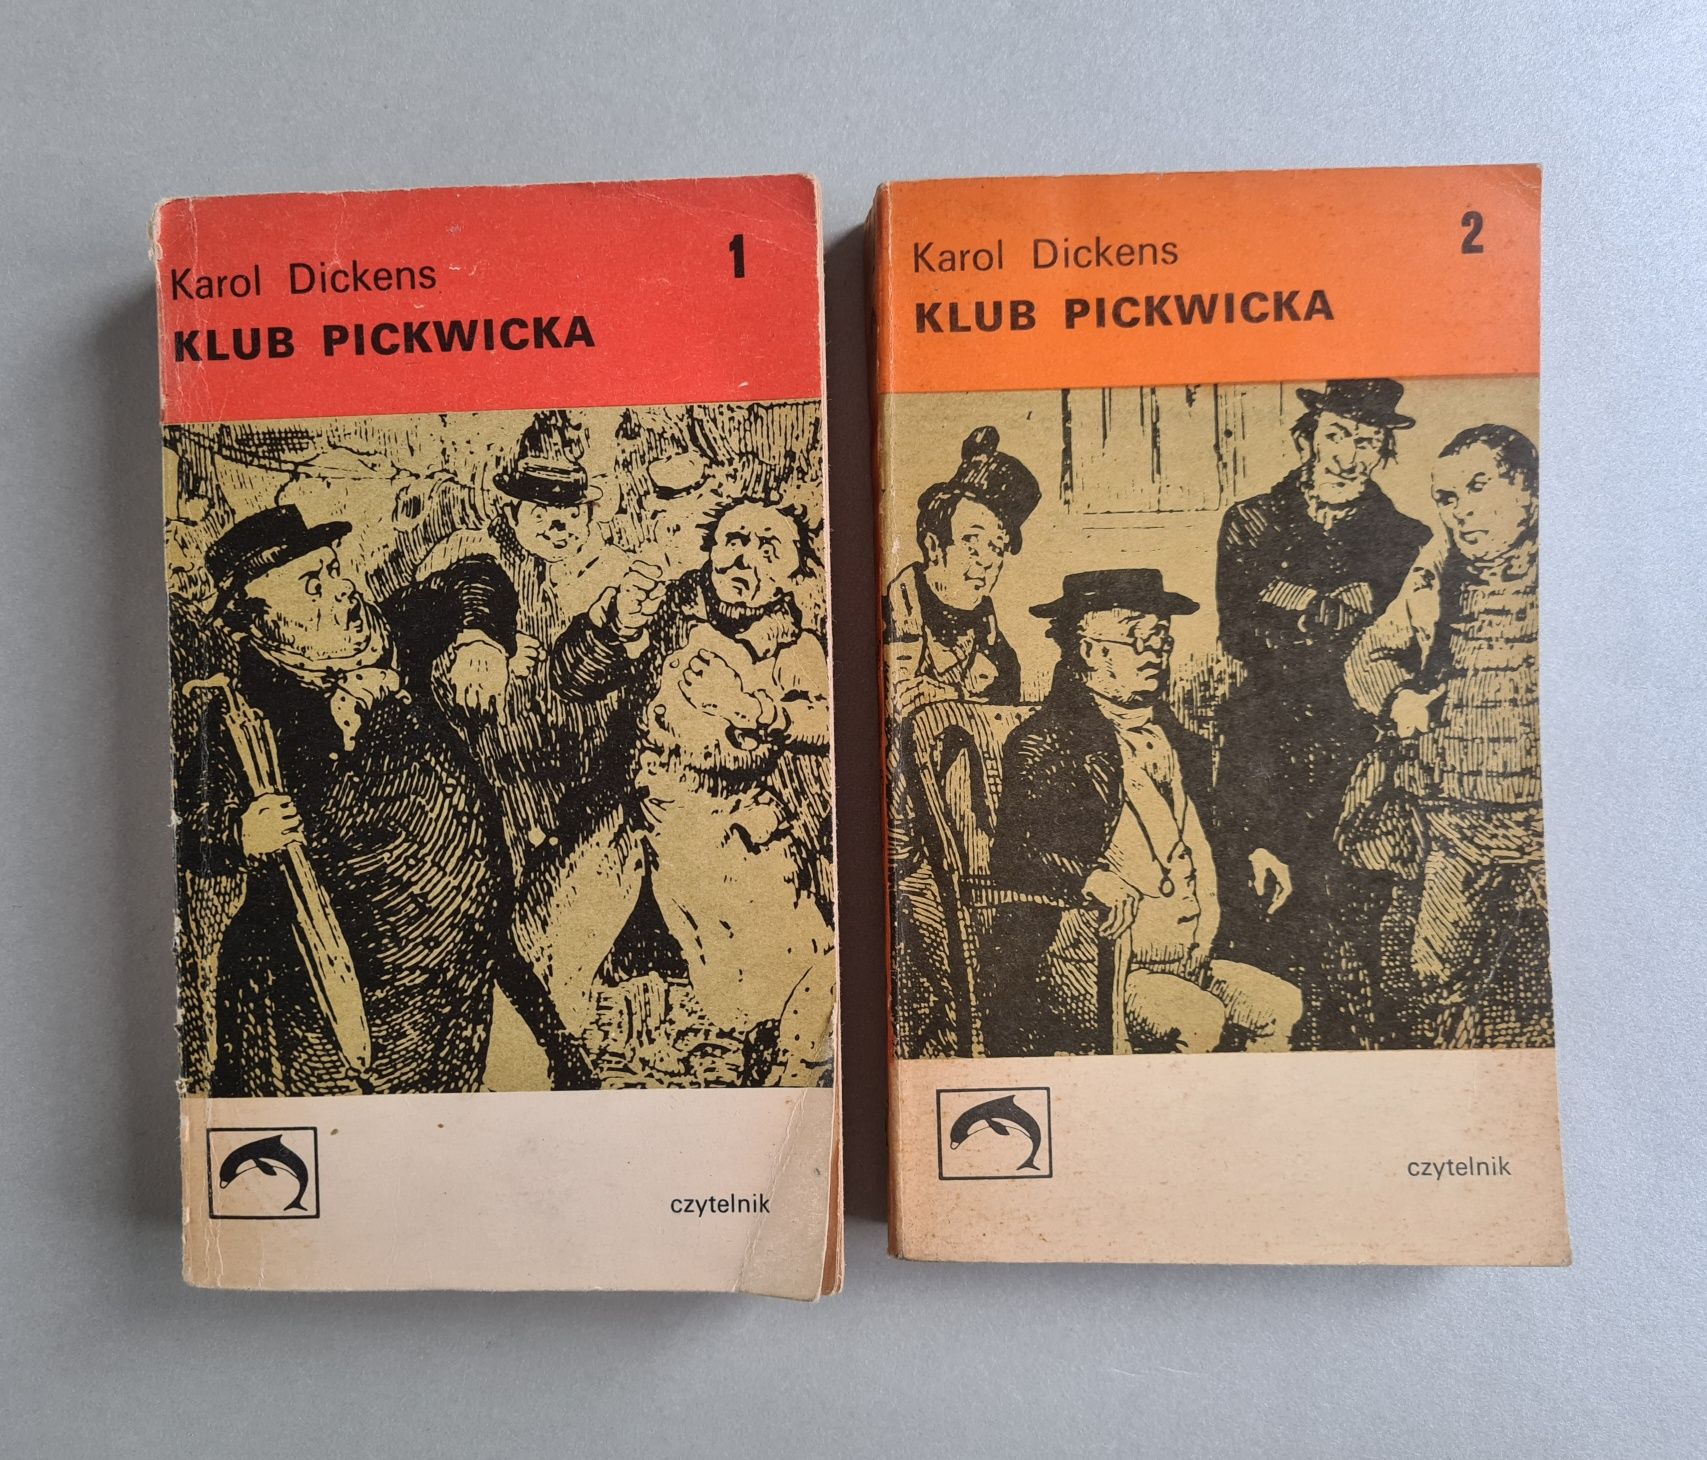 Karol Dickens
1
KLUB PICKWICKA
czytelnik
Karol Dickens
2
KLUB PICKWICKA
czytelnik